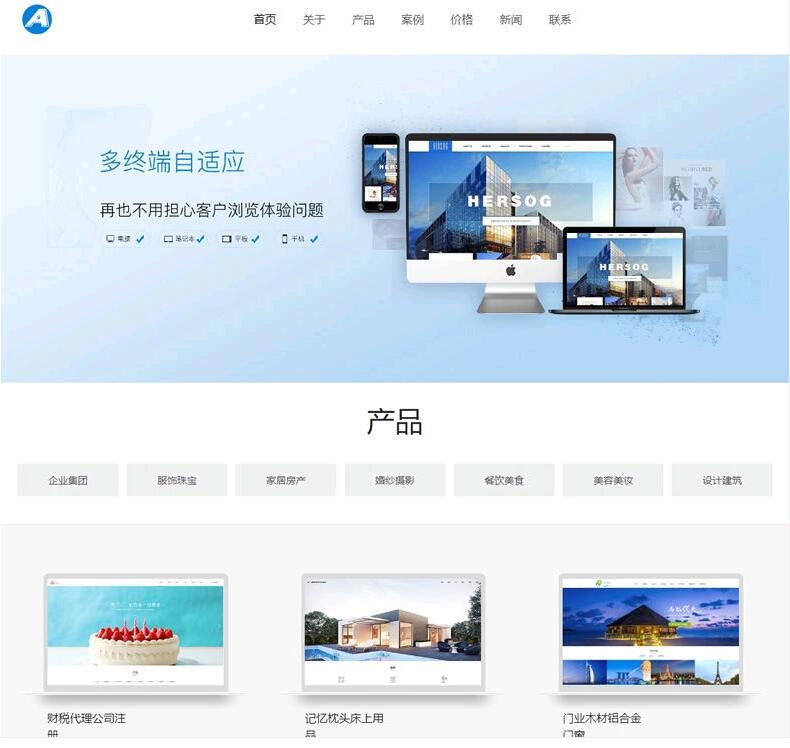 首页 关于 产品 案例 价格 新闻 联系
多终端自适应
再也不用担心客户浏览体验问题
电脑 笔记本 平板 手机
HERSOG
HERSOG
产品
企业集团 服饰珠宝 家居房产 婚纱摄影 餐饮美食 美容美妆 设计建筑
财税代理公司注
册
记忆枕头床上用
品
门业木材铝合金
门窗